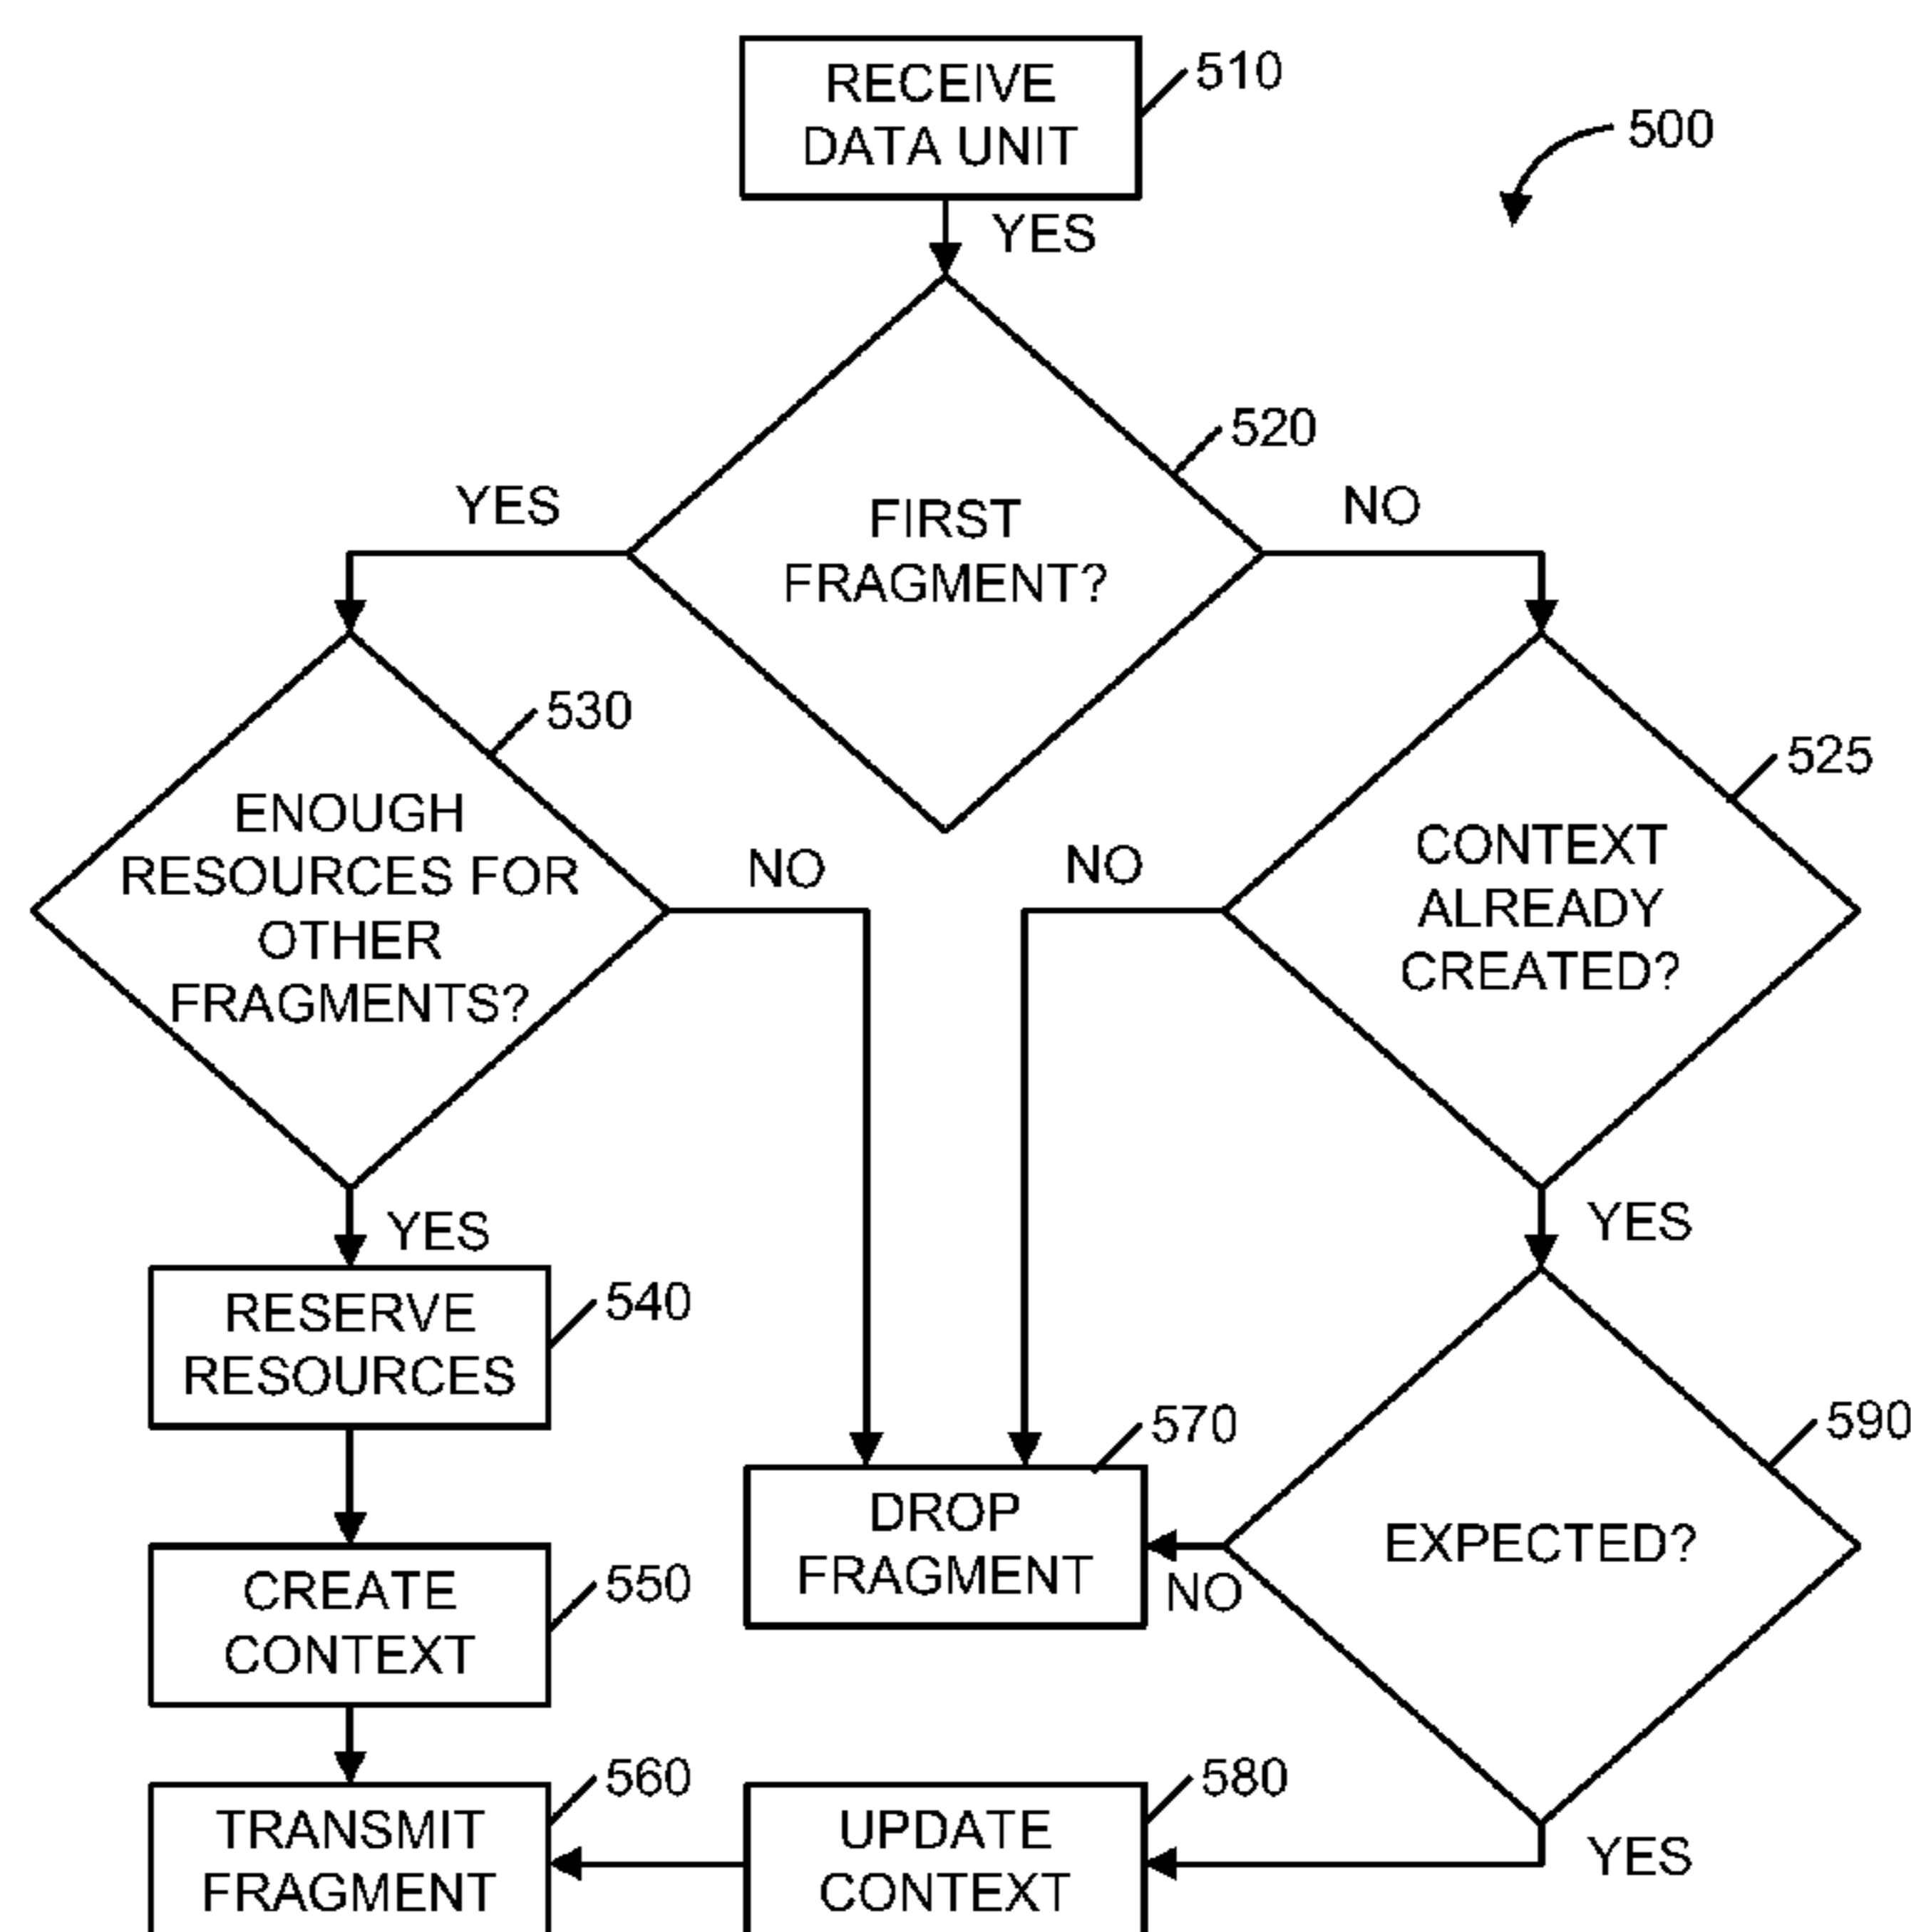 RECEIVE
DATA UNIT
510
500
YES
520
YES
FIRST
FRAGMENT?
NO
530
525
ENOUGH
RESOURCES FOR
OTHER
FRAGMENTS?
NO
NO
CONTEXT
ALREADY
CREATED?
YES
YES
RESERVE
RESOURCES
540
570
590
DROP
FRAGMENT
EXPECTED?
NO
CREATE
CONTEXT
550
560
580
TRANSMIT
FRAGMENT
UPDATE
CONTEXT
YES